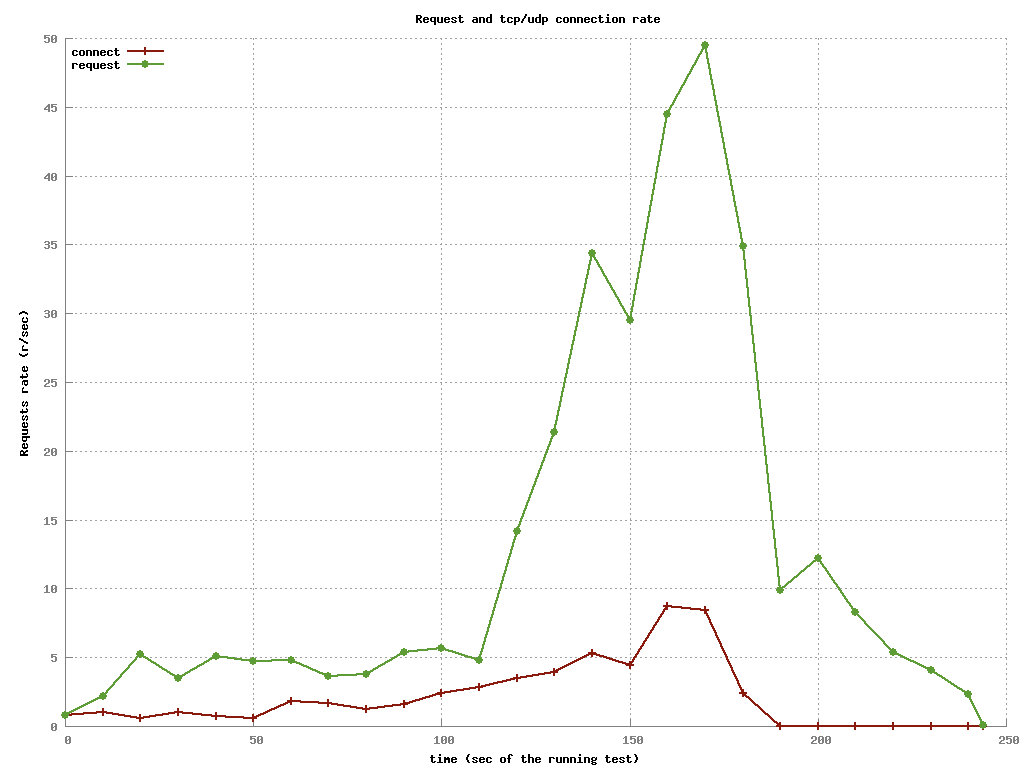 Request and tcp/udp connection rate
connect
request
Requests rate (r/sec)
50
45
40
35
30
25
20
15
10
5
0
0 50 100 150 200 250
time (sec of the running test)